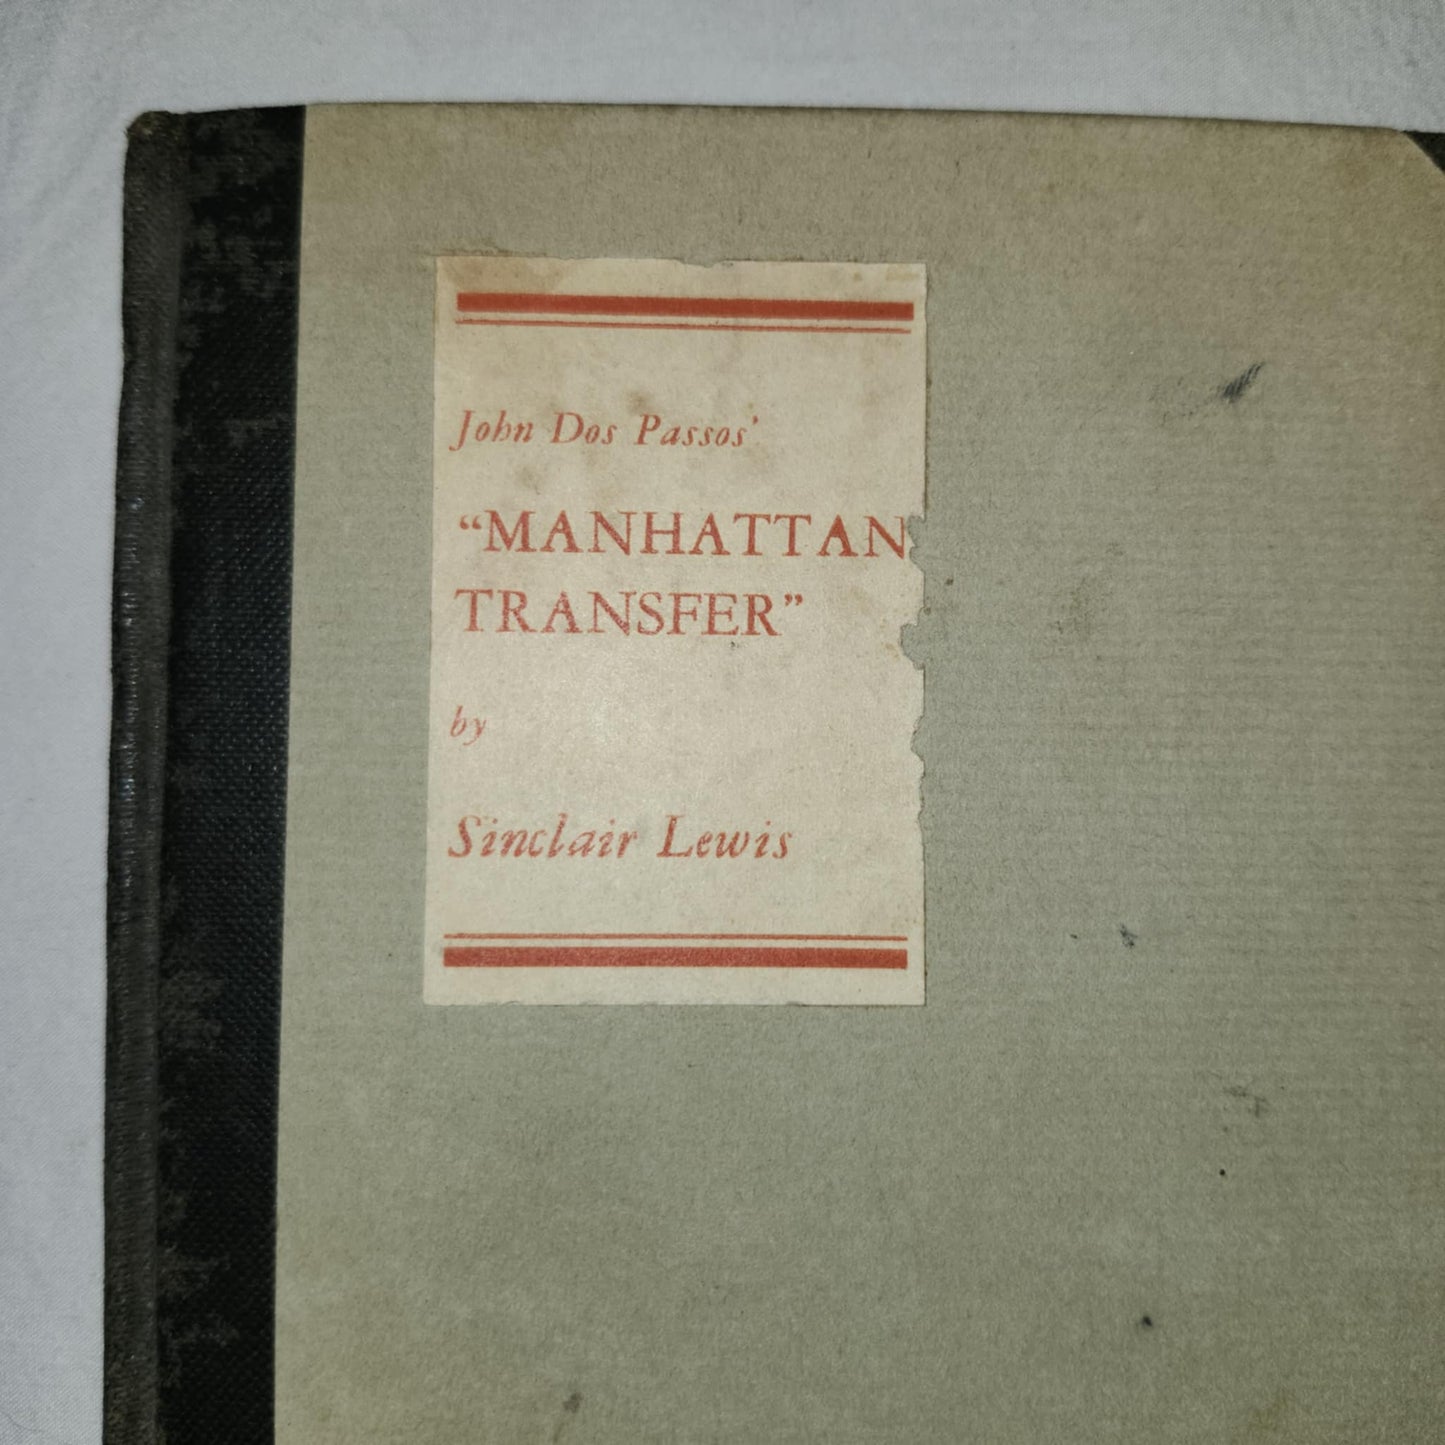 John Dos Passos'
“MANHATTAN
TRANSFER”
by
Sinclair Lewis